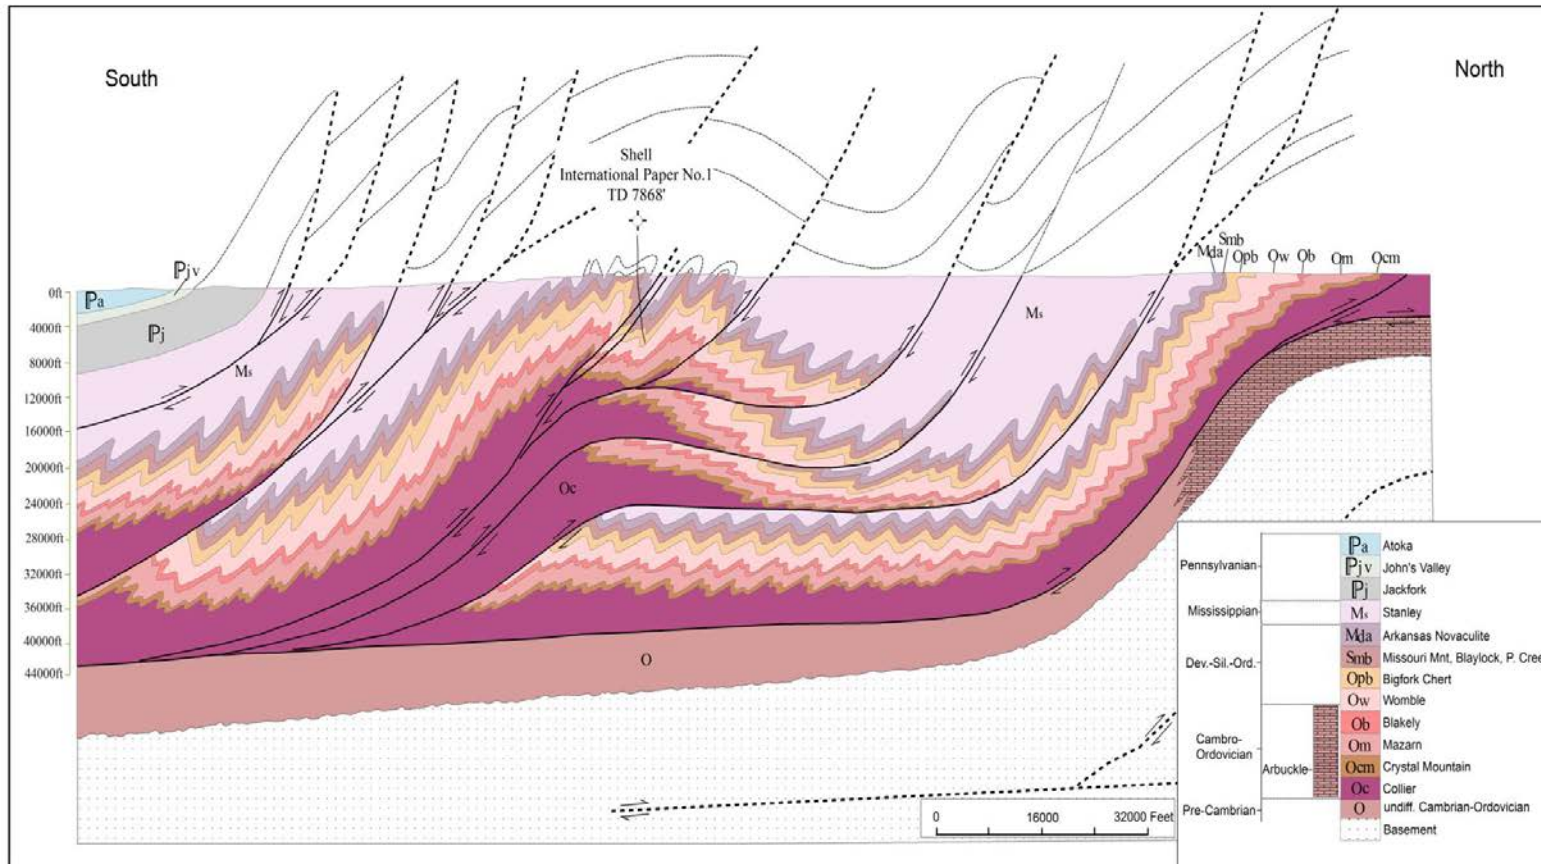 South
North
Shell
International Paper No.1
TD 7868'
Smb
Mda
Opb
Ow
Ob
Om
Ocm
ℙjv
ℙa
ℙj
Ms
Ms
Oc
O
0ft
4000ft
8000ft
12000ft
16000ft
20000ft
24000ft
28000ft
32000ft
36000ft
40000ft
44000ft
0 16000 32000 Feet
Pennsylvanian
ℙa Atoka
ℙjv John's Valley
ℙj Jackfork
Mississippian
Ms Stanley
Dev.-Sil.-Ord.
Mda Arkansas Novaculite
Smb Missouri Mnt, Blaylock, P. Cree
Opb Bigfork Chert
Cambro-
Ordovician
Arbuckle
Ow Womble
Ob Blakely
Om Mazarn
Ocm Crystal Mountain
Oc Collier
Pre-Cambrian
O undiff. Cambrian-Ordovician
Basement